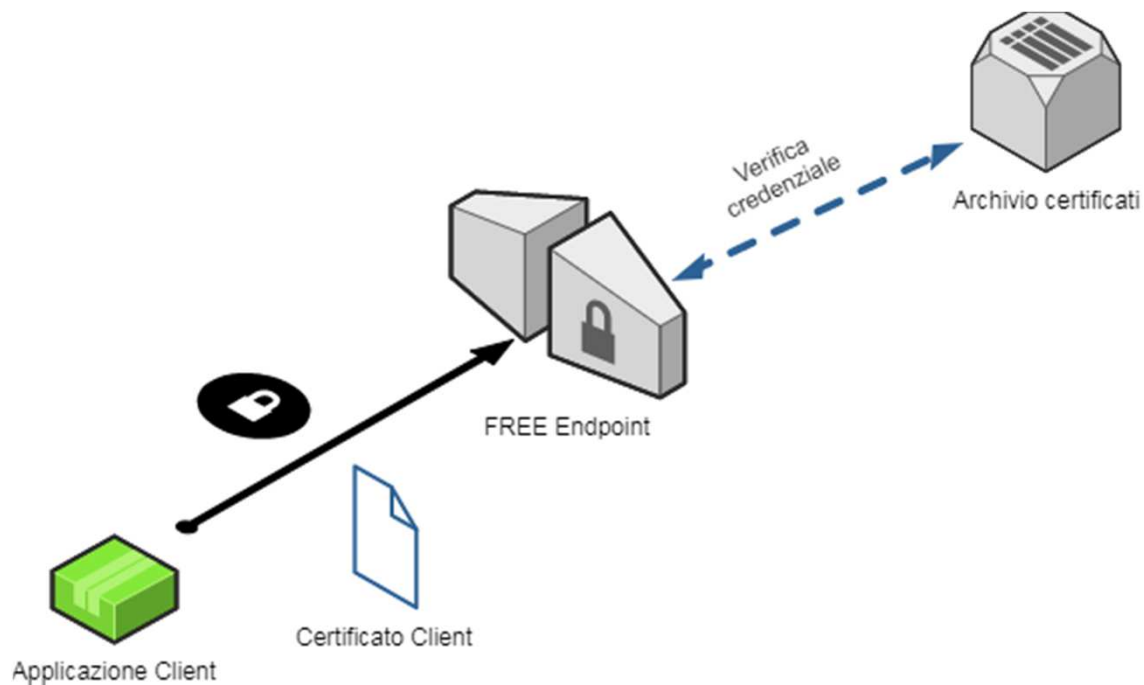 Verifica
credenziale
Archivio certificati
FREE Endpoint
Certificato Client
Applicazione Client